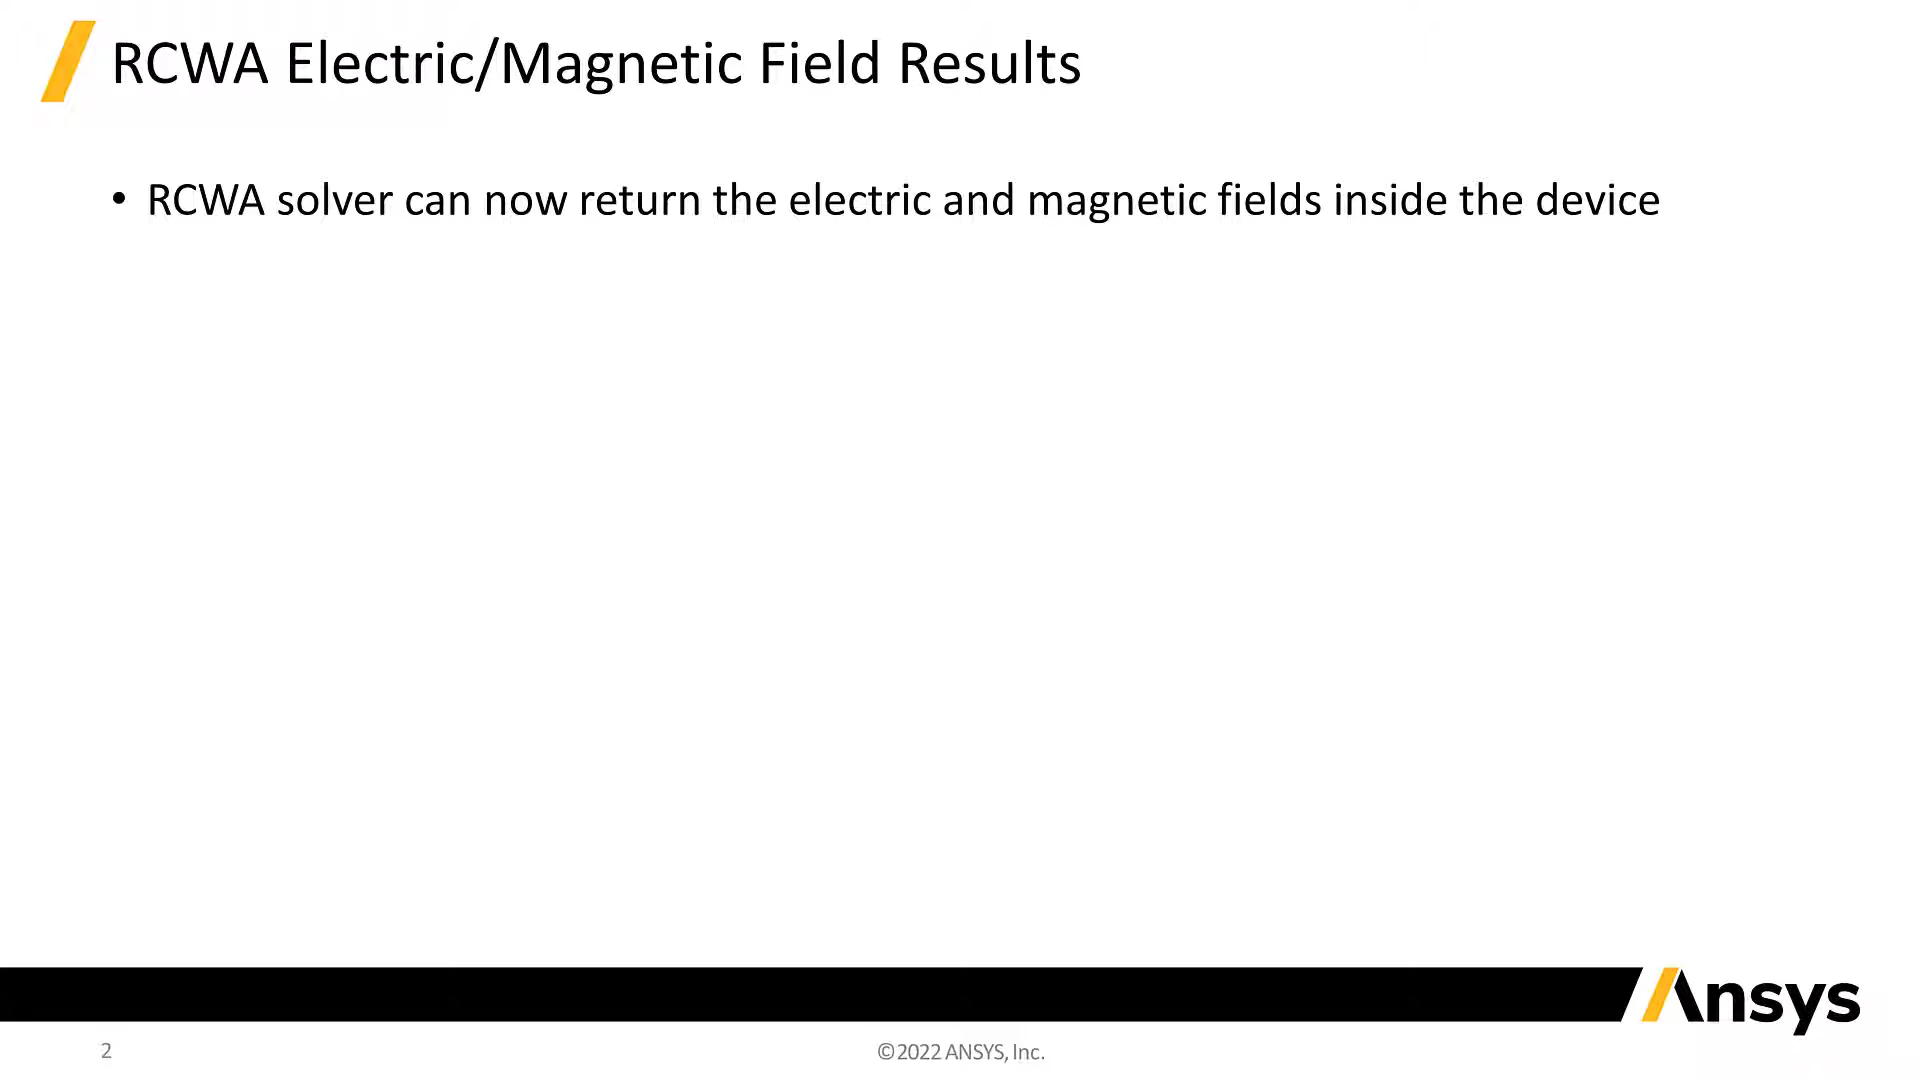 RCWA Electric/Magnetic Field Results
• RCWA solver can now return the electric and magnetic fields inside the device
Ansys
2
©2022 ANSYS, Inc.